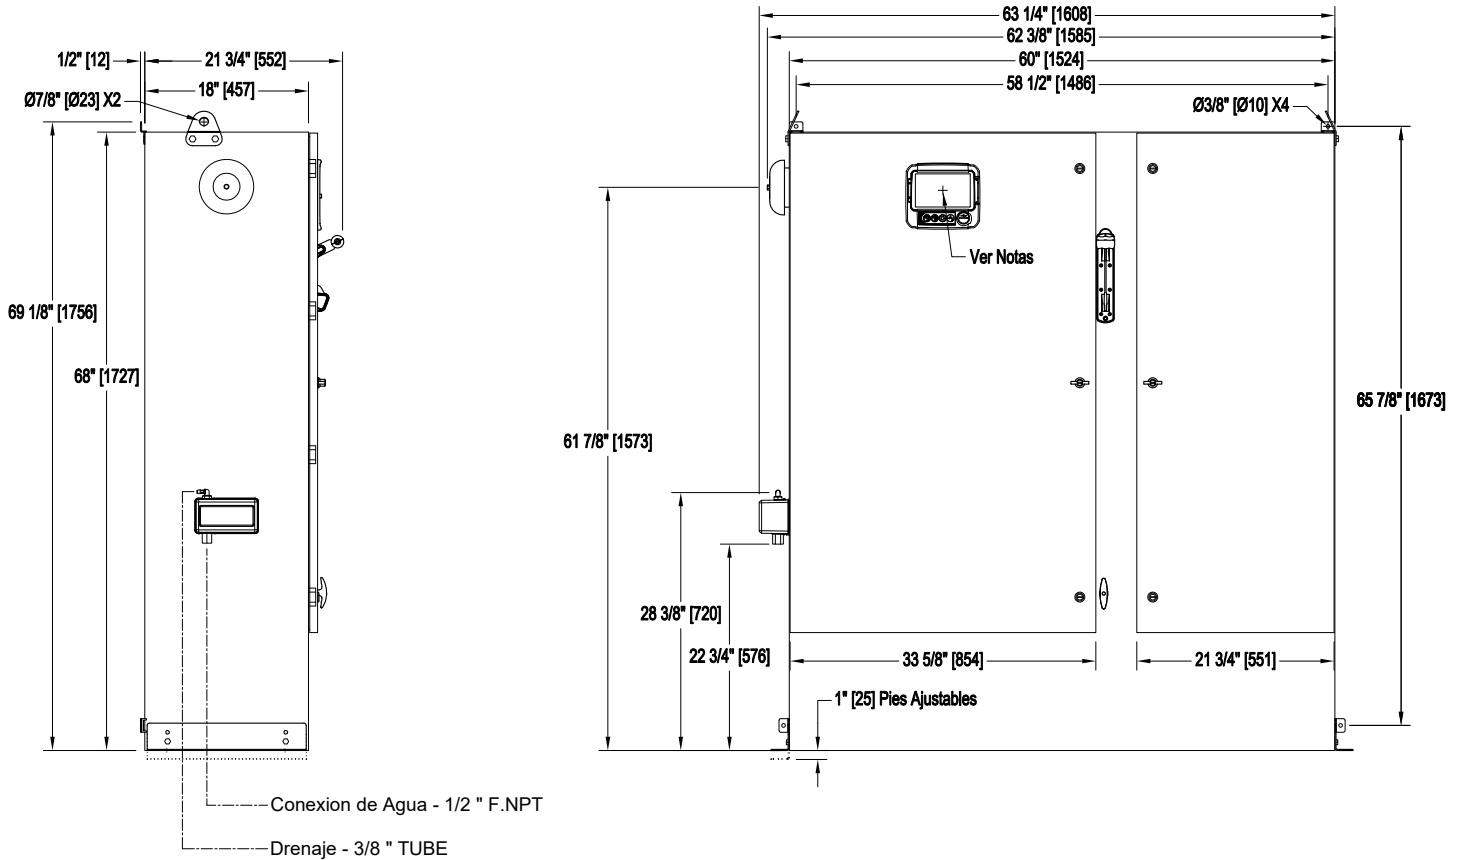 63 1/4" [1608]
62 3/8" [1585]
1/2" [12]
21 3/4" [552]
60" [1524]
18" [457]
58 1/2" [1486]
Ø7/8" [Ø23] X2
Ø3/8" [Ø10] X4
Ver Notas
69 1/8" [1756]
68" [1727]
65 7/8" [1673]
61 7/8" [1573]
28 3/8" [720]
22 3/4" [576]
33 5/8" [854]
21 3/4" [551]
1" [25] Pies Ajustables
Conexion de Agua - 1/2 " F.NPT
Drenaje - 3/8 " TUBE